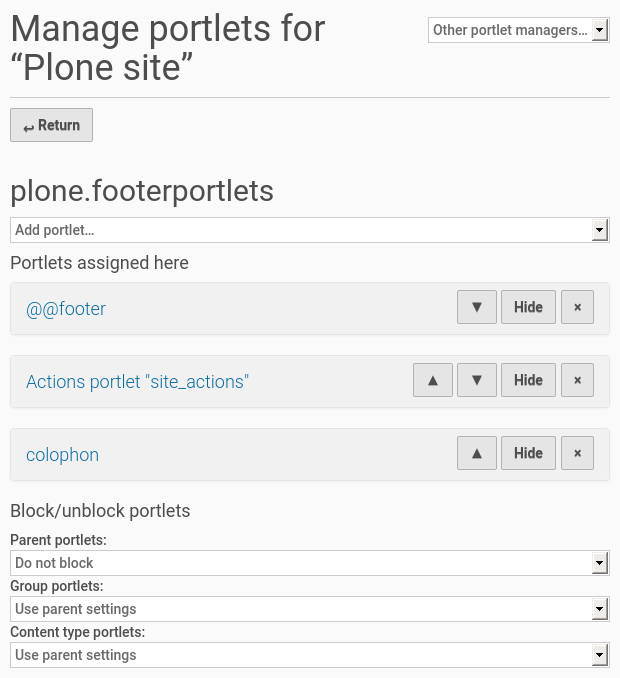 Manage portlets for
“Plone site”
Other portlet managers...
Return
plone.footerportlets
Add portlet...
Portlets assigned here
@@footer
▼ Hide ×
Actions portlet "site_actions"
▲ ▼ Hide ×
colophon
▲ Hide ×
Block/unblock portlets
Parent portlets:
Do not block
Group portlets:
Use parent settings
Content type portlets:
Use parent settings